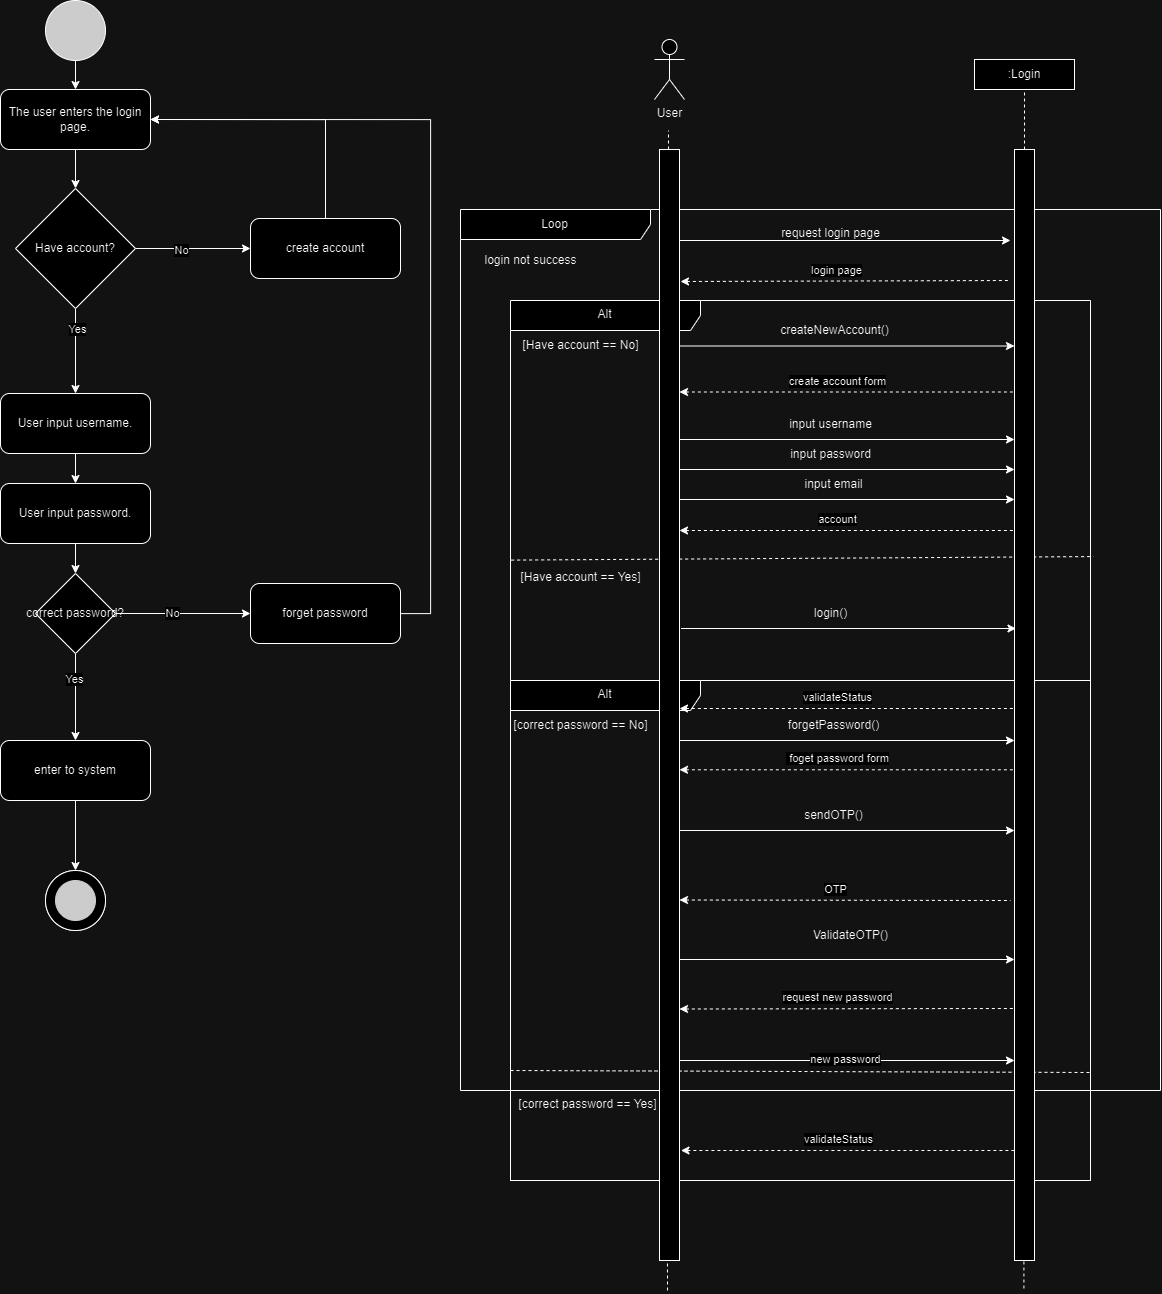 The user enters the login
page.
Have account?
No
create account
Yes
User input username.
User input password.
correct password?
No
forget password
Yes
enter to system
User
:Login
Loop
request login page
login not success
login page
Alt
createNewAccount()
[Have account == No]
create account form
input username
input password
input email
account
[Have account == Yes]
login()
Alt
validateStatus
[correct password == No]
forgetPassword()
foget password form
sendOTP()
OTP
ValidateOTP()
request new password
new password
[correct password == Yes]
validateStatus